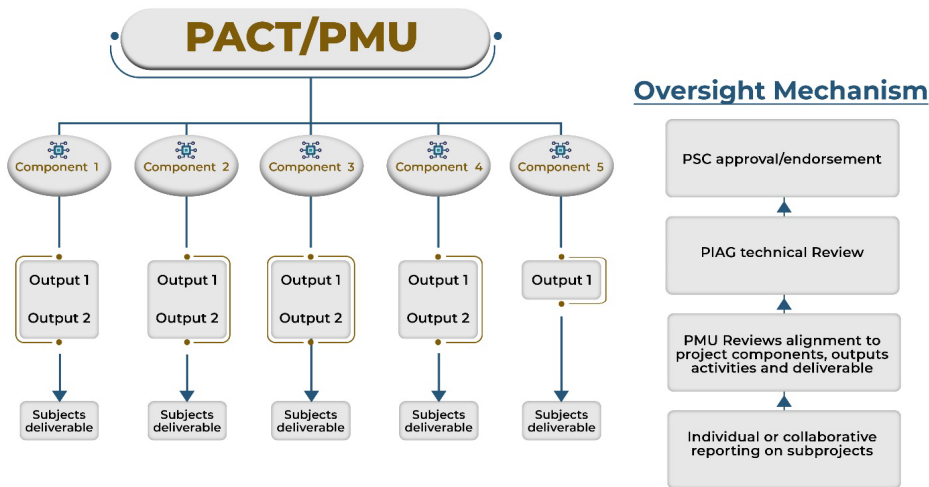 PACT/PMU
Component 1
Component 2
Component 3
Component 4
Component 5
Output 1
Output 2
Output 1
Output 2
Output 1
Output 2
Output 1
Output 2
Output 1
Subjects
deliverable
Subjects
deliverable
Subjects
deliverable
Subjects
deliverable
Subjects
deliverable
Oversight Mechanism
PSC approval/endorsement
PIAG technical Review
PMU Reviews alignment to
project components, outputs
activities and deliverable
Individual or collaborative
reporting on subprojects